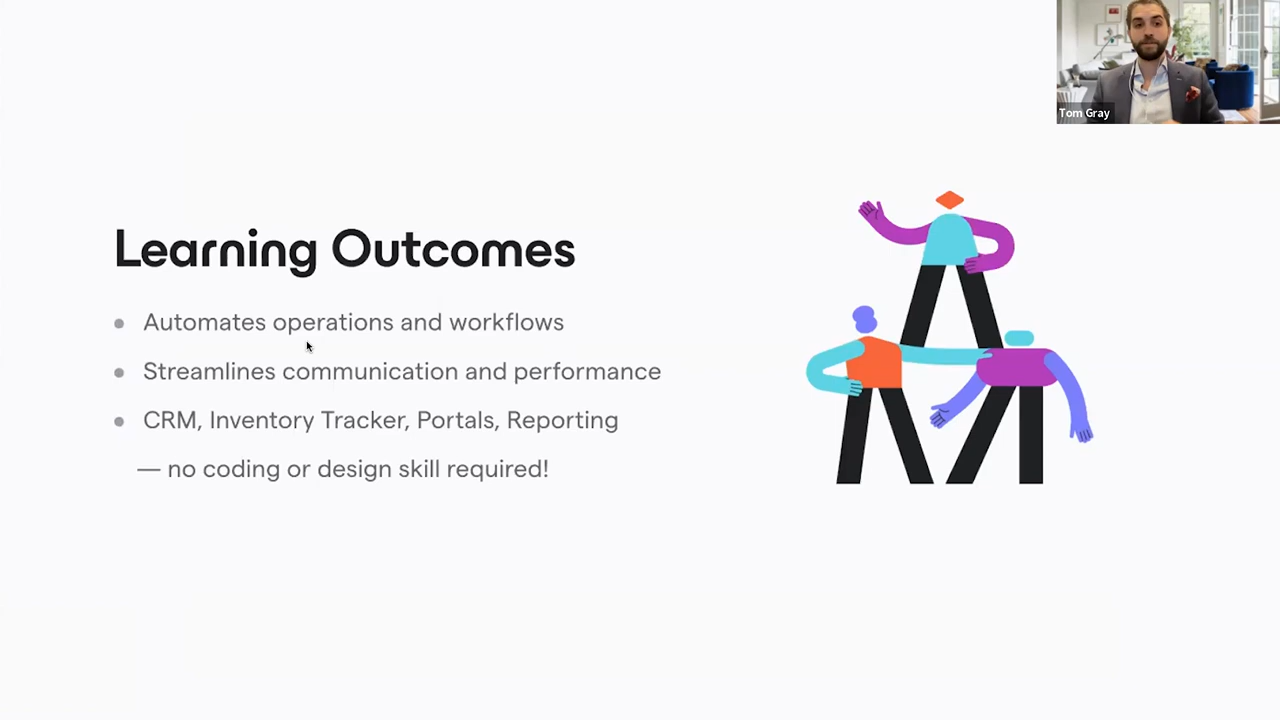 Tom Gray
Learning Outcomes
Automates operations and workflows
Streamlines communication and performance
CRM, Inventory Tracker, Portals, Reporting
— no coding or design skill required!